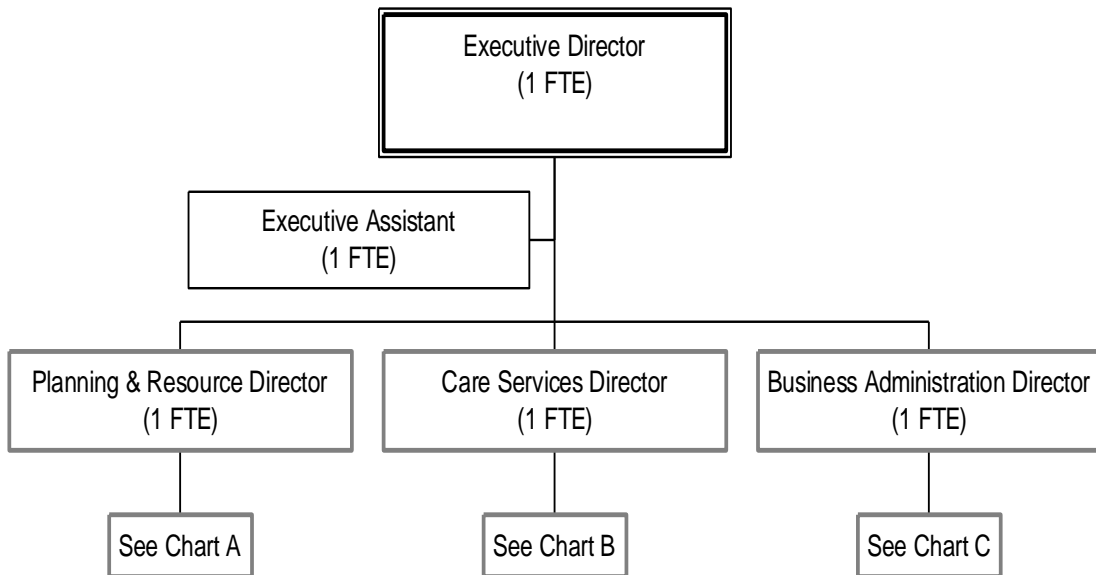 Executive Director
(1 FTE)
Executive Assistant
(1 FTE)
Planning & Resource Director
(1 FTE)
Care Services Director
(1 FTE)
Business Administration Director
(1 FTE)
See Chart A
See Chart B
See Chart C